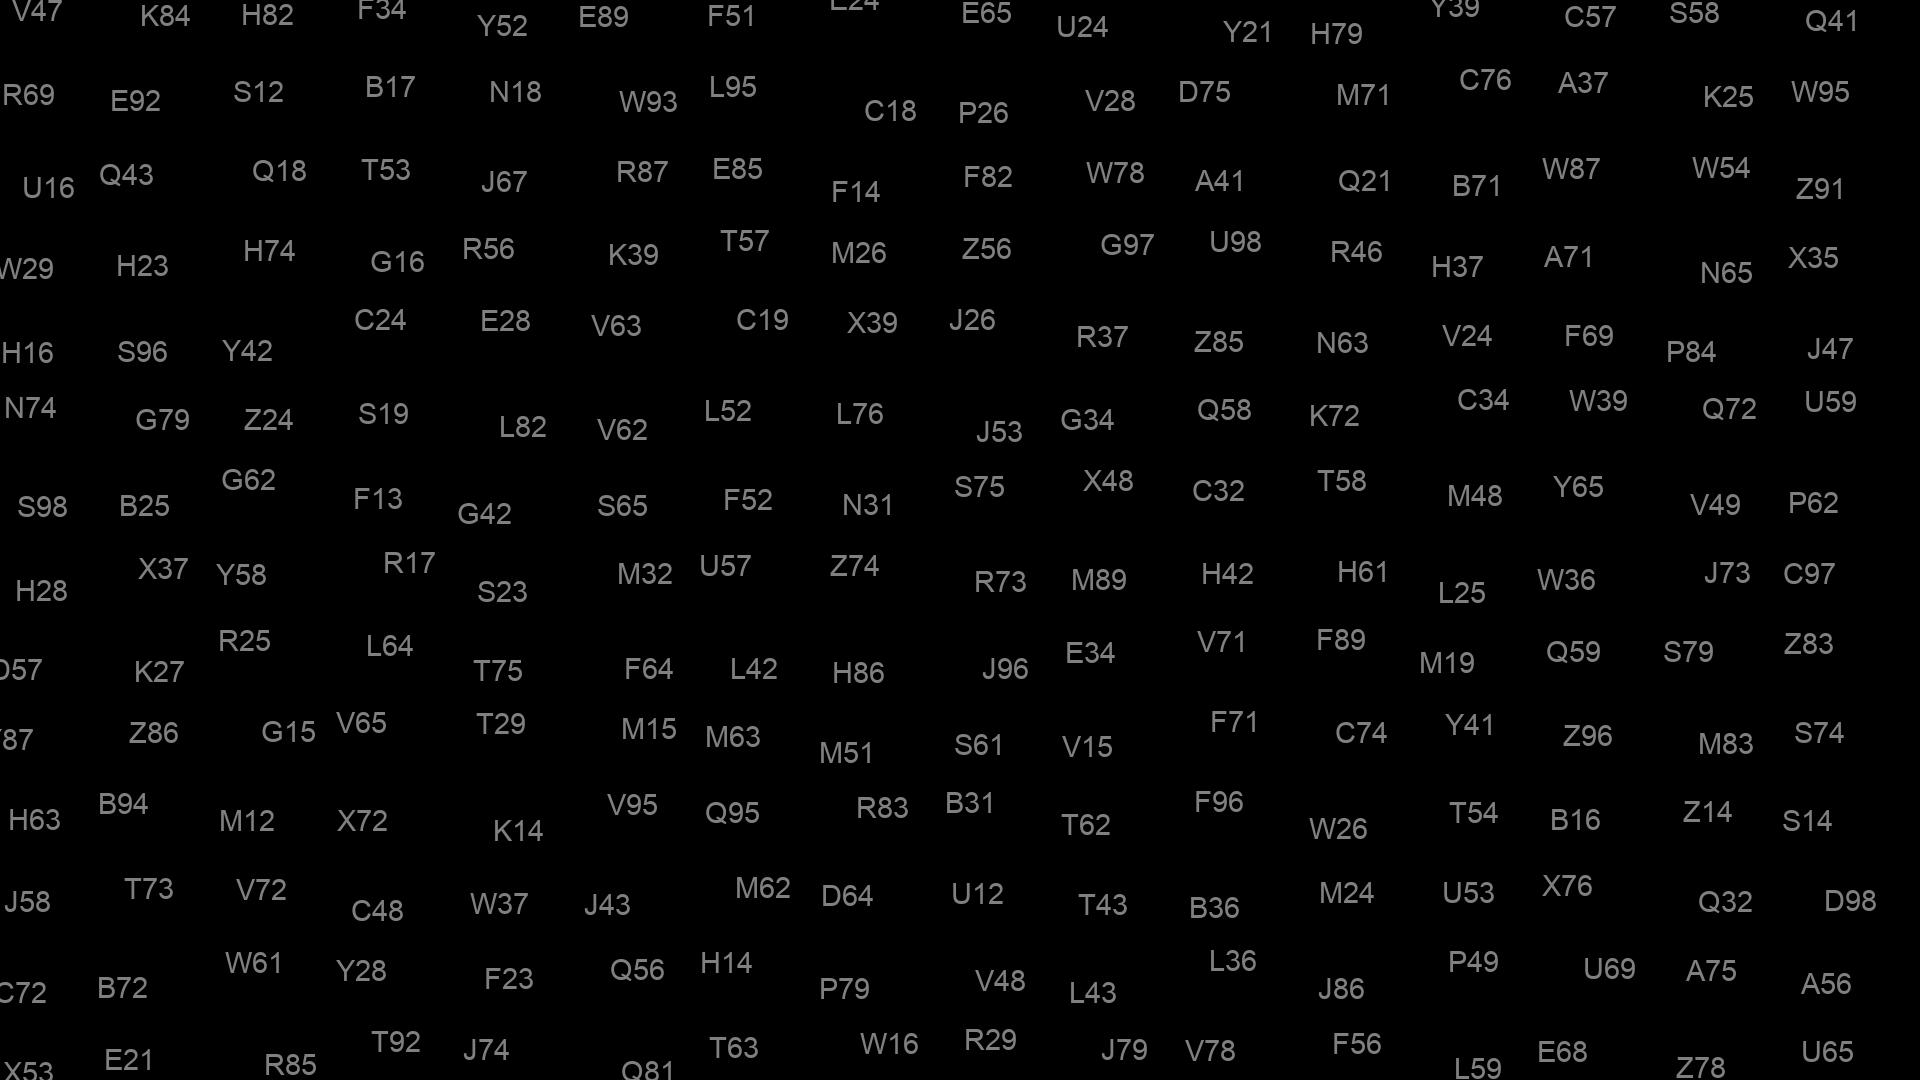 V47 K84 H82 F34 Y52 E89 F51 E65 U24 Y21 H79 Y39 C57 S58 Q41
R69 E92 S12 B17 N18 W93 L95 C18 P26 V28 D75 M71 C76 A37 K25 W95
U16 Q43 Q18 T53 J67 R87 E85 F14 F82 W78 A41 Q21 B71 W87 W54 Z91
W29 H23 H74 G16 R56 K39 T57 M26 Z56 G97 U98 R46 H37 A71 N65 X35
H16 S96 Y42 C24 E28 V63 C19 X39 J26 R37 Z85 N63 V24 F69 P84 J47
N74 G79 Z24 S19 L82 V62 L52 L76 J53 G34 Q58 K72 C34 W39 Q72 U59
S98 B25 G62 F13 G42 S65 F52 N31 S75 X48 C32 T58 M48 Y65 V49 P62
H28 X37 Y58 R17 S23 M32 U57 Z74 R73 M89 H42 H61 L25 W36 J73 C97
D57 K27 R25 L64 T75 F64 L42 H86 J96 E34 V71 F89 M19 Q59 S79 Z83
Z86 G15 V65 T29 M15 M63 M51 S61 V15 F71 C74 Y41 Z96 M83 S74
H63 B94 M12 X72 K14 V95 Q95 R83 B31 T62 F96 W26 T54 B16 Z14 S14
J58 T73 V72 C48 W37 J43 M62 D64 U12 T43 B36 M24 U53 X76 Q32 D98
C72 B72 W61 Y28 F23 Q56 H14 P79 V48 L43 L36 J86 P49 U69 A75 A56
X53 E21 R85 T92 J74 Q81 T63 W16 R29 J79 V78 F56 L59 E68 Z78 U65